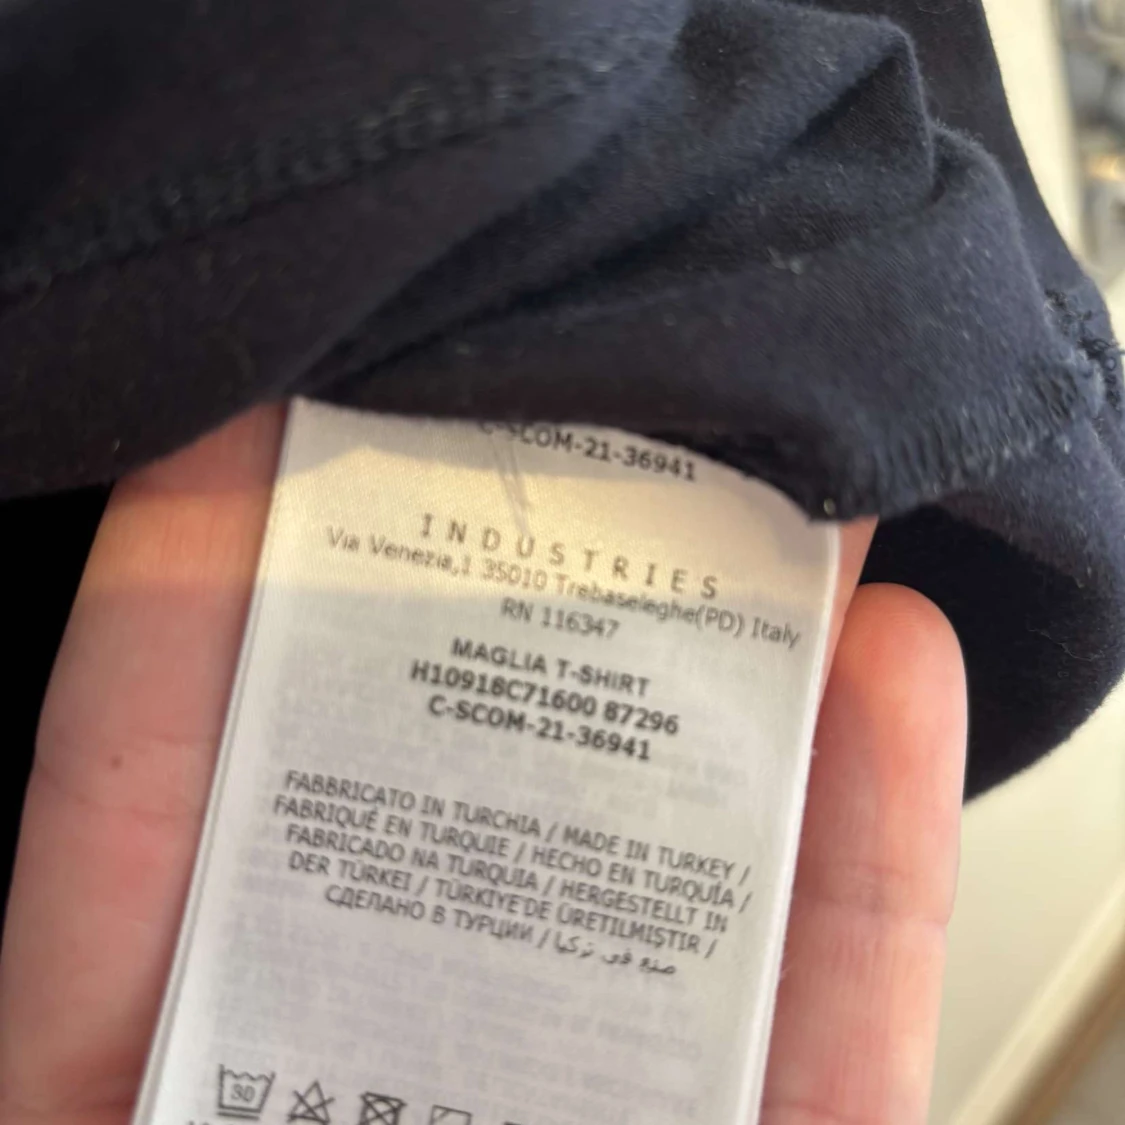 C-SCOM-21-36941
INDUSTRIES
Via Venezia,1 35010 Trebaseleghe(PD) Italy
RN 116347
MAGLIA T-SHIRT
H10918C71600 87296
C-SCOM-21-36941
FABBRICATO IN TURCHIA / MADE IN TURKEY /
FABRIQUÉ EN TURQUIE / HECHO EN TURQUÍA /
FABRICADO NA TURQUIA / HERGESTELLT IN
DER TÜRKEI / TÜRKIYE'DE ÜRETILMIŞTIR /
СДЕЛАНО В ТУРЦИИ / صنع في تركيا
30